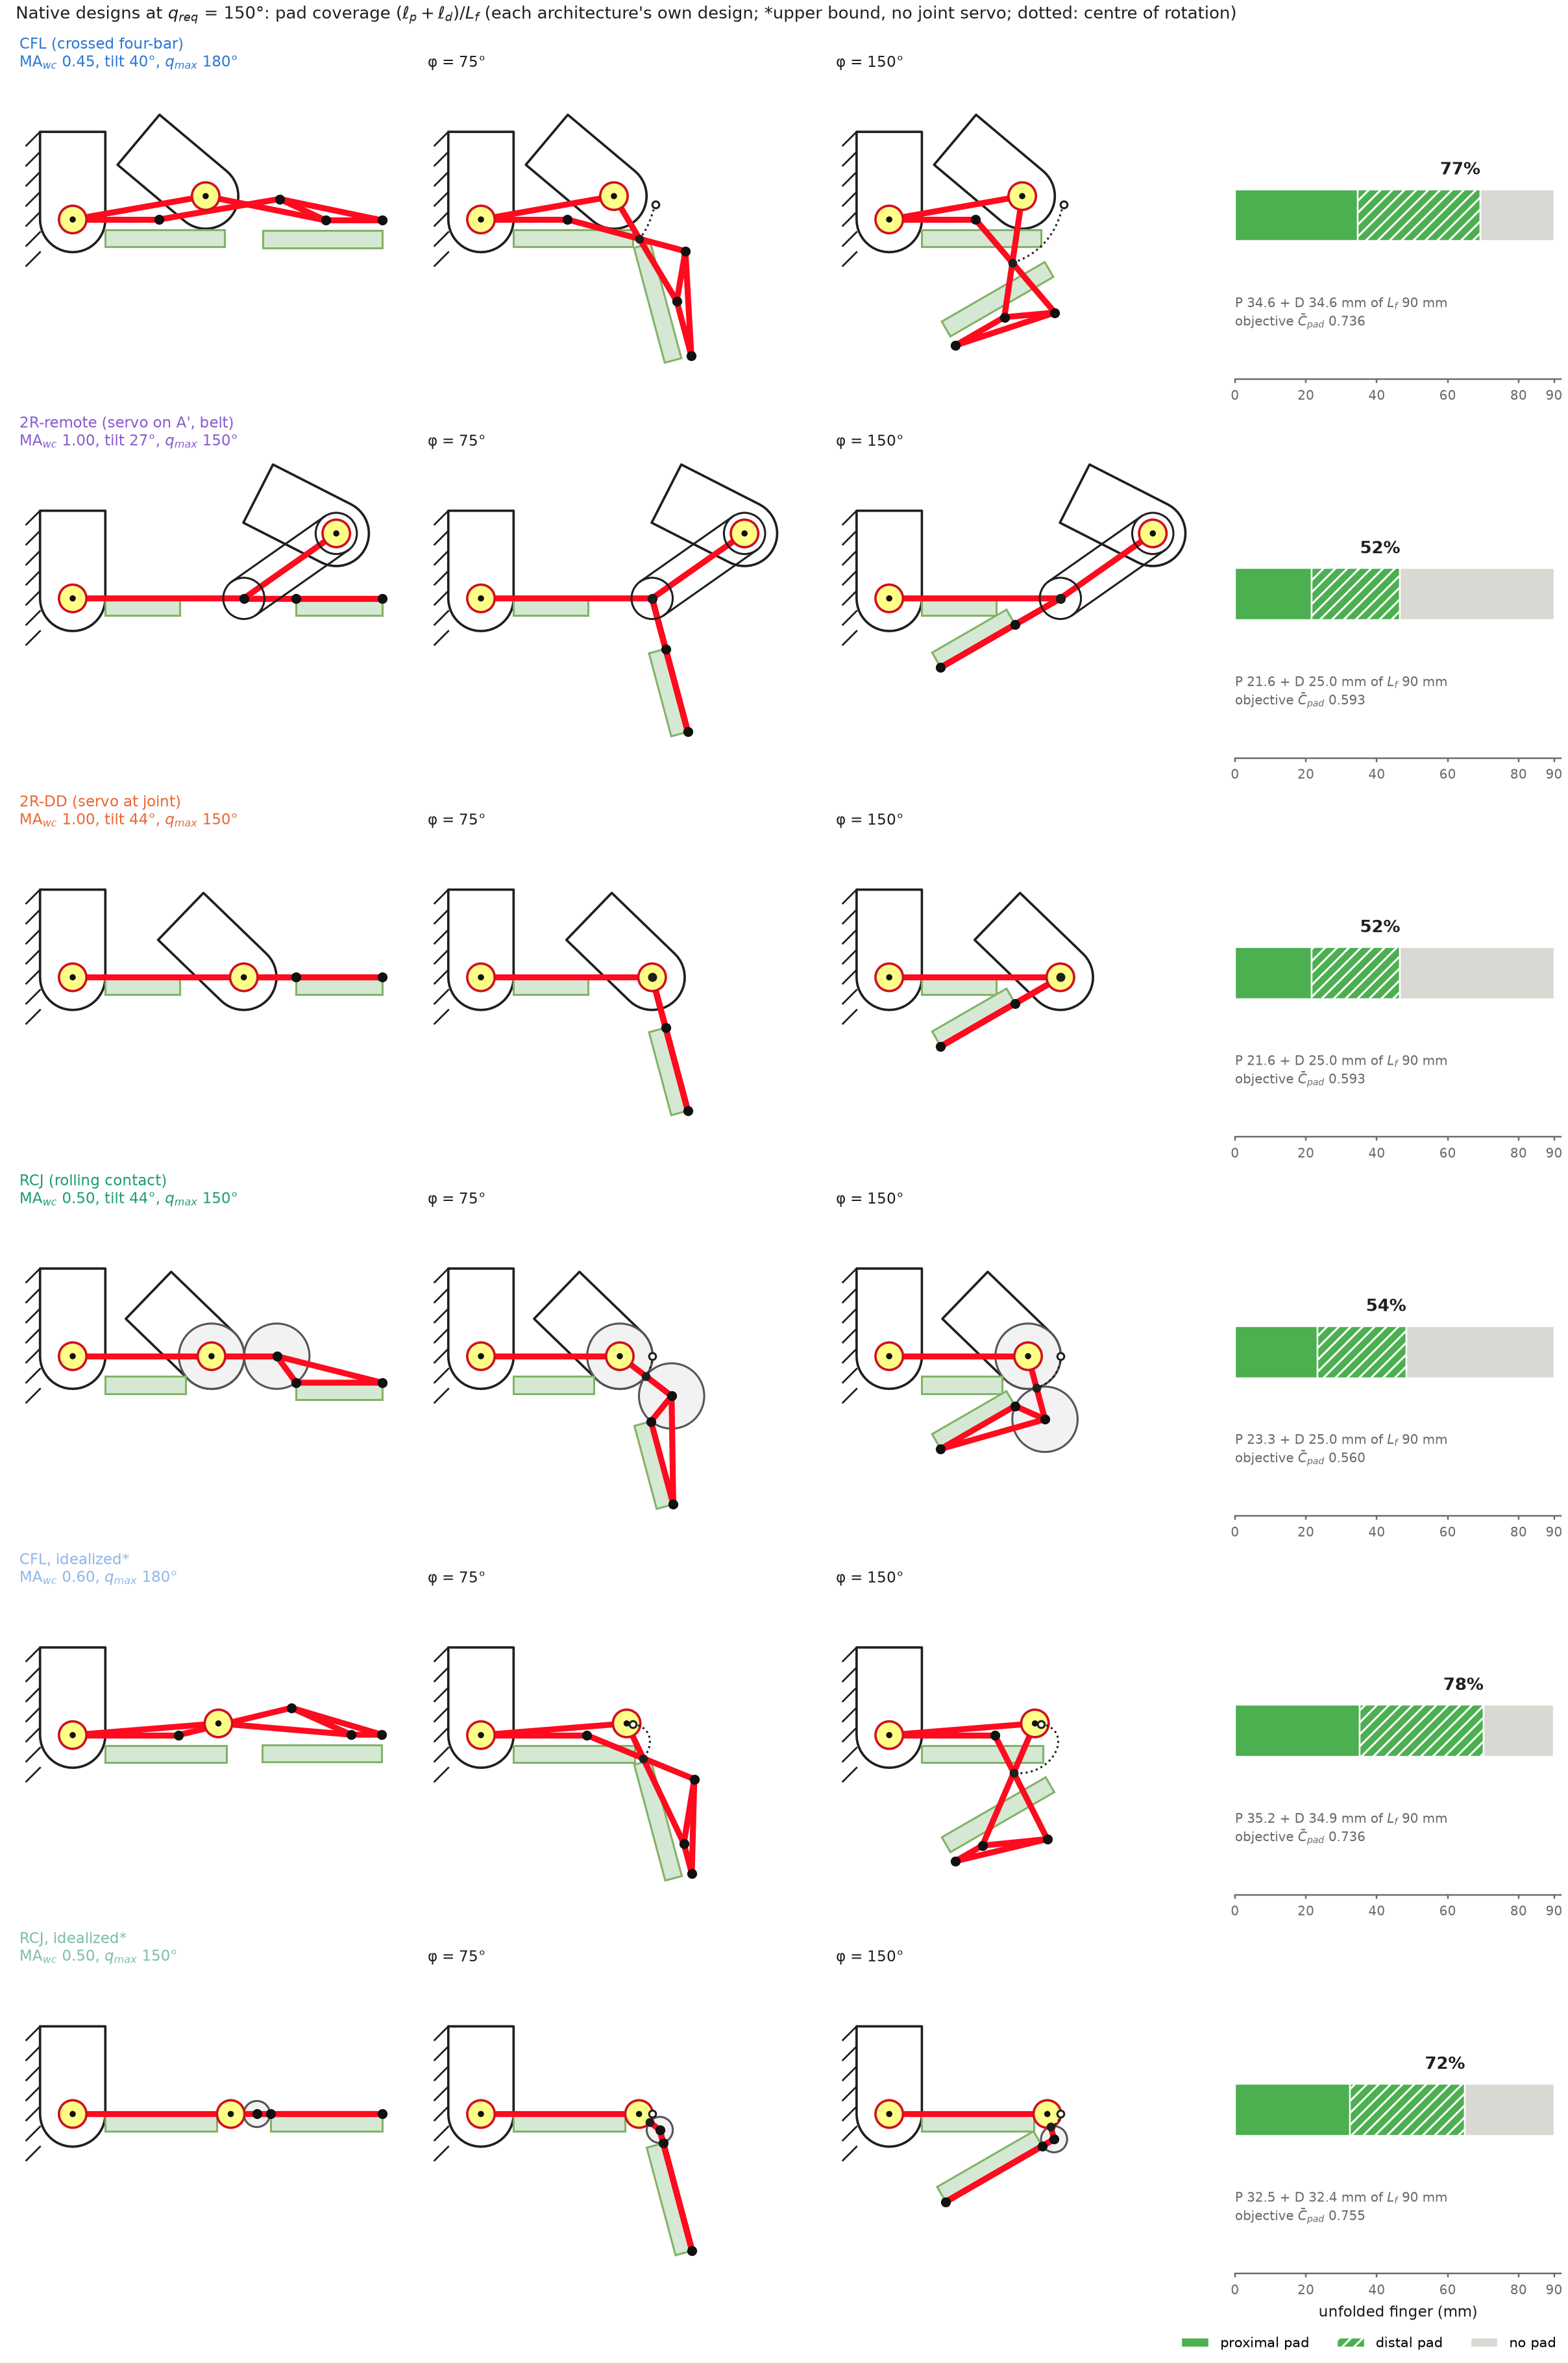 Native designs at q_req = 150°: pad coverage (ℓ_p + ℓ_d)/L_f (each architecture's own design; *upper bound, no joint servo; dotted: centre of rotation)
CFL (crossed four-bar)
MA_wc 0.45, tilt 40°, q_max 180°
φ = 75°
φ = 150°
77%
P 34.6 + D 34.6 mm of L_f 90 mm
objective C̄_pad 0.736
0 20 40 60 80 90
2R-remote (servo on A', belt)
MA_wc 1.00, tilt 27°, q_max 150°
φ = 75°
φ = 150°
52%
P 21.6 + D 25.0 mm of L_f 90 mm
objective C̄_pad 0.593
0 20 40 60 80 90
2R-DD (servo at joint)
MA_wc 1.00, tilt 44°, q_max 150°
φ = 75°
φ = 150°
52%
P 21.6 + D 25.0 mm of L_f 90 mm
objective C̄_pad 0.593
0 20 40 60 80 90
RCJ (rolling contact)
MA_wc 0.50, tilt 44°, q_max 150°
φ = 75°
φ = 150°
54%
P 23.3 + D 25.0 mm of L_f 90 mm
objective C̄_pad 0.560
0 20 40 60 80 90
CFL, idealized*
MA_wc 0.60, q_max 180°
φ = 75°
φ = 150°
78%
P 35.2 + D 34.9 mm of L_f 90 mm
objective C̄_pad 0.736
0 20 40 60 80 90
RCJ, idealized*
MA_wc 0.50, q_max 150°
φ = 75°
φ = 150°
72%
P 32.5 + D 32.4 mm of L_f 90 mm
objective C̄_pad 0.755
0 20 40 60 80 90
unfolded finger (mm)
proximal pad distal pad no pad